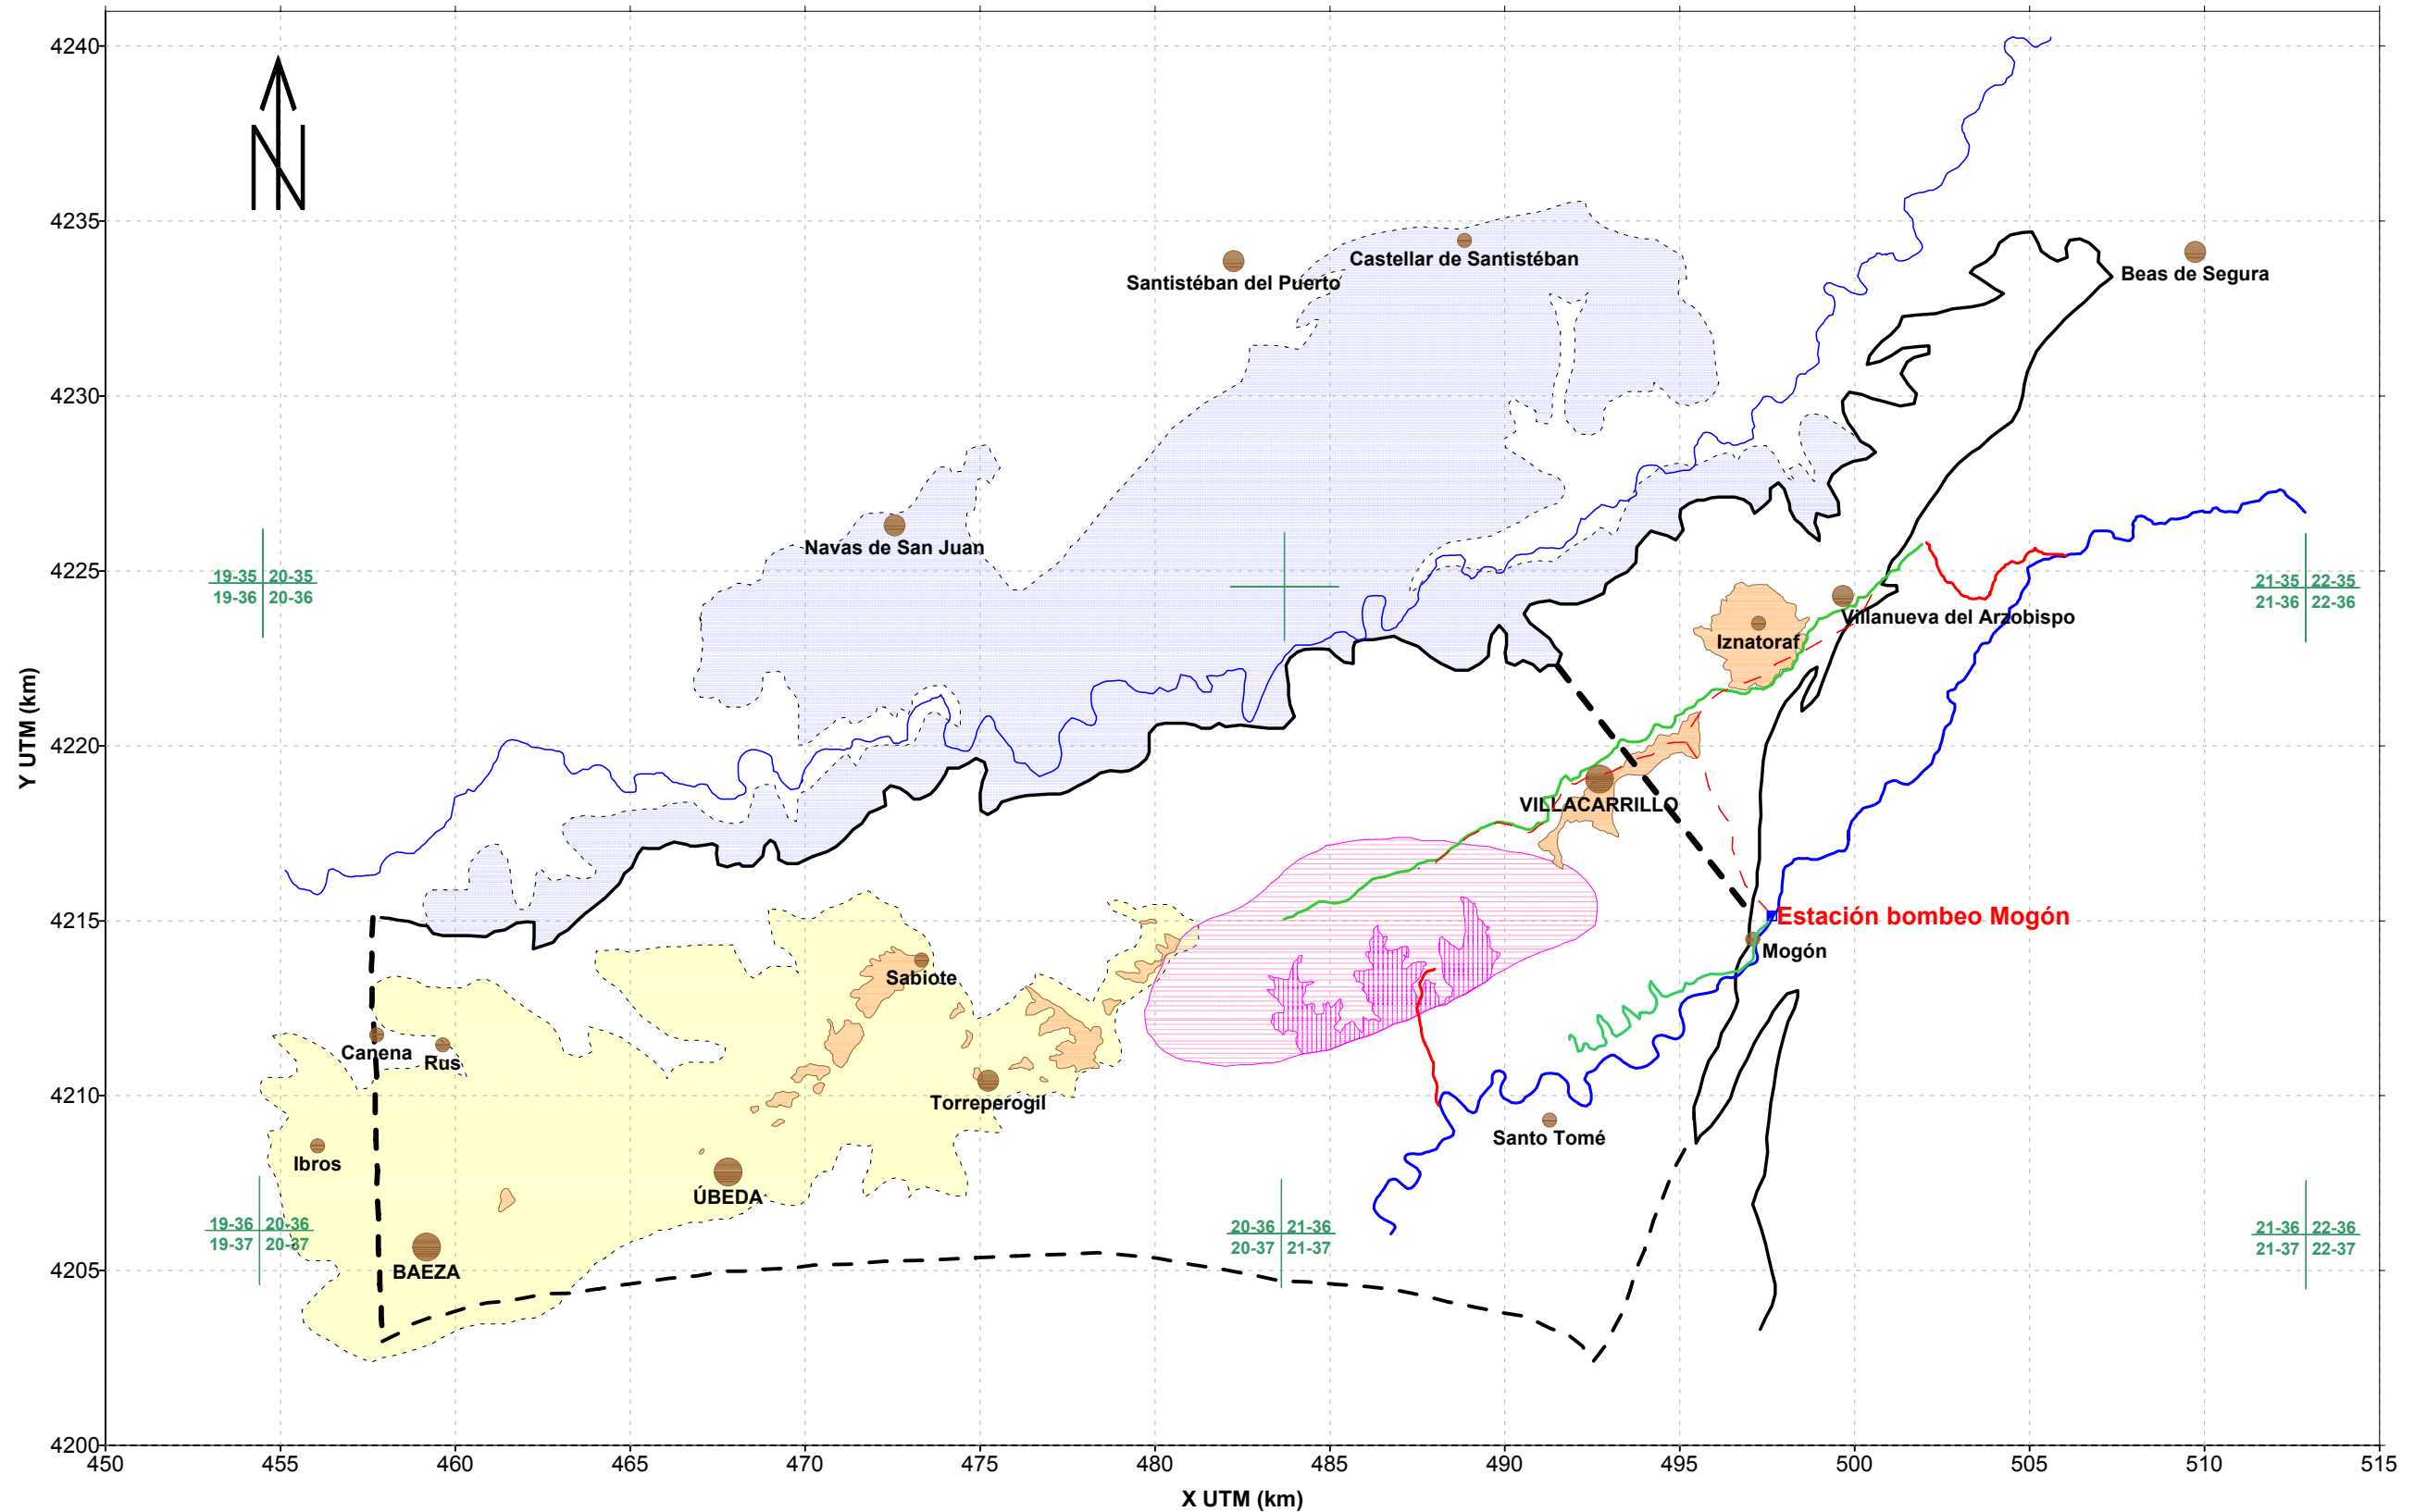 4240
N
4235
Castellar de Santistéban
Santistéban del Puerto
Beas de Segura
4230
Navas de San Juan
4225
19-35 20-35
19-36 20-36
21-35 22-35
21-36 22-36
Villanueva del Arzobispo
Iznatoraf
4220
Y UTM (km)
VILLACARRILLO
4215
Estación bombeo Mogón
Mogón
Sabiote
Canena
Rus
4210
Torreperogil
Santo Tomé
Ibros
ÚBEDA
19-36 20-36
19-37 20-37
20-36 21-36
20-37 21-37
21-36 22-36
21-37 22-37
BAEZA
4205
4200
450 455 460 465 470 475 480 485 490 495 500 505 510 515
X UTM (km)